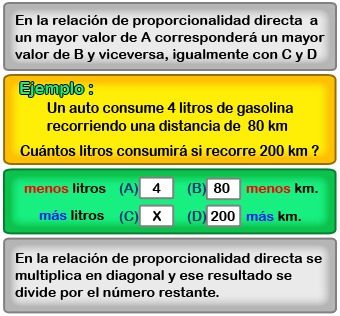 En la relación de proporcionalidad directa a
un mayor valor de A corresponderá un mayor
valor de B y viceversa, igualmente con C y D
Ejemplo :
Un auto consume 4 litros de gasolina
recorriendo una distancia de 80 km
Cuántos litros consumirá si recorre 200 km ?
menos litros (A) 4 (B) 80 menos km.
más litros (C) X (D) 200 más km.
En la relación de proporcionalidad directa se
multiplica en diagonal y ese resultado se
divide por el número restante.